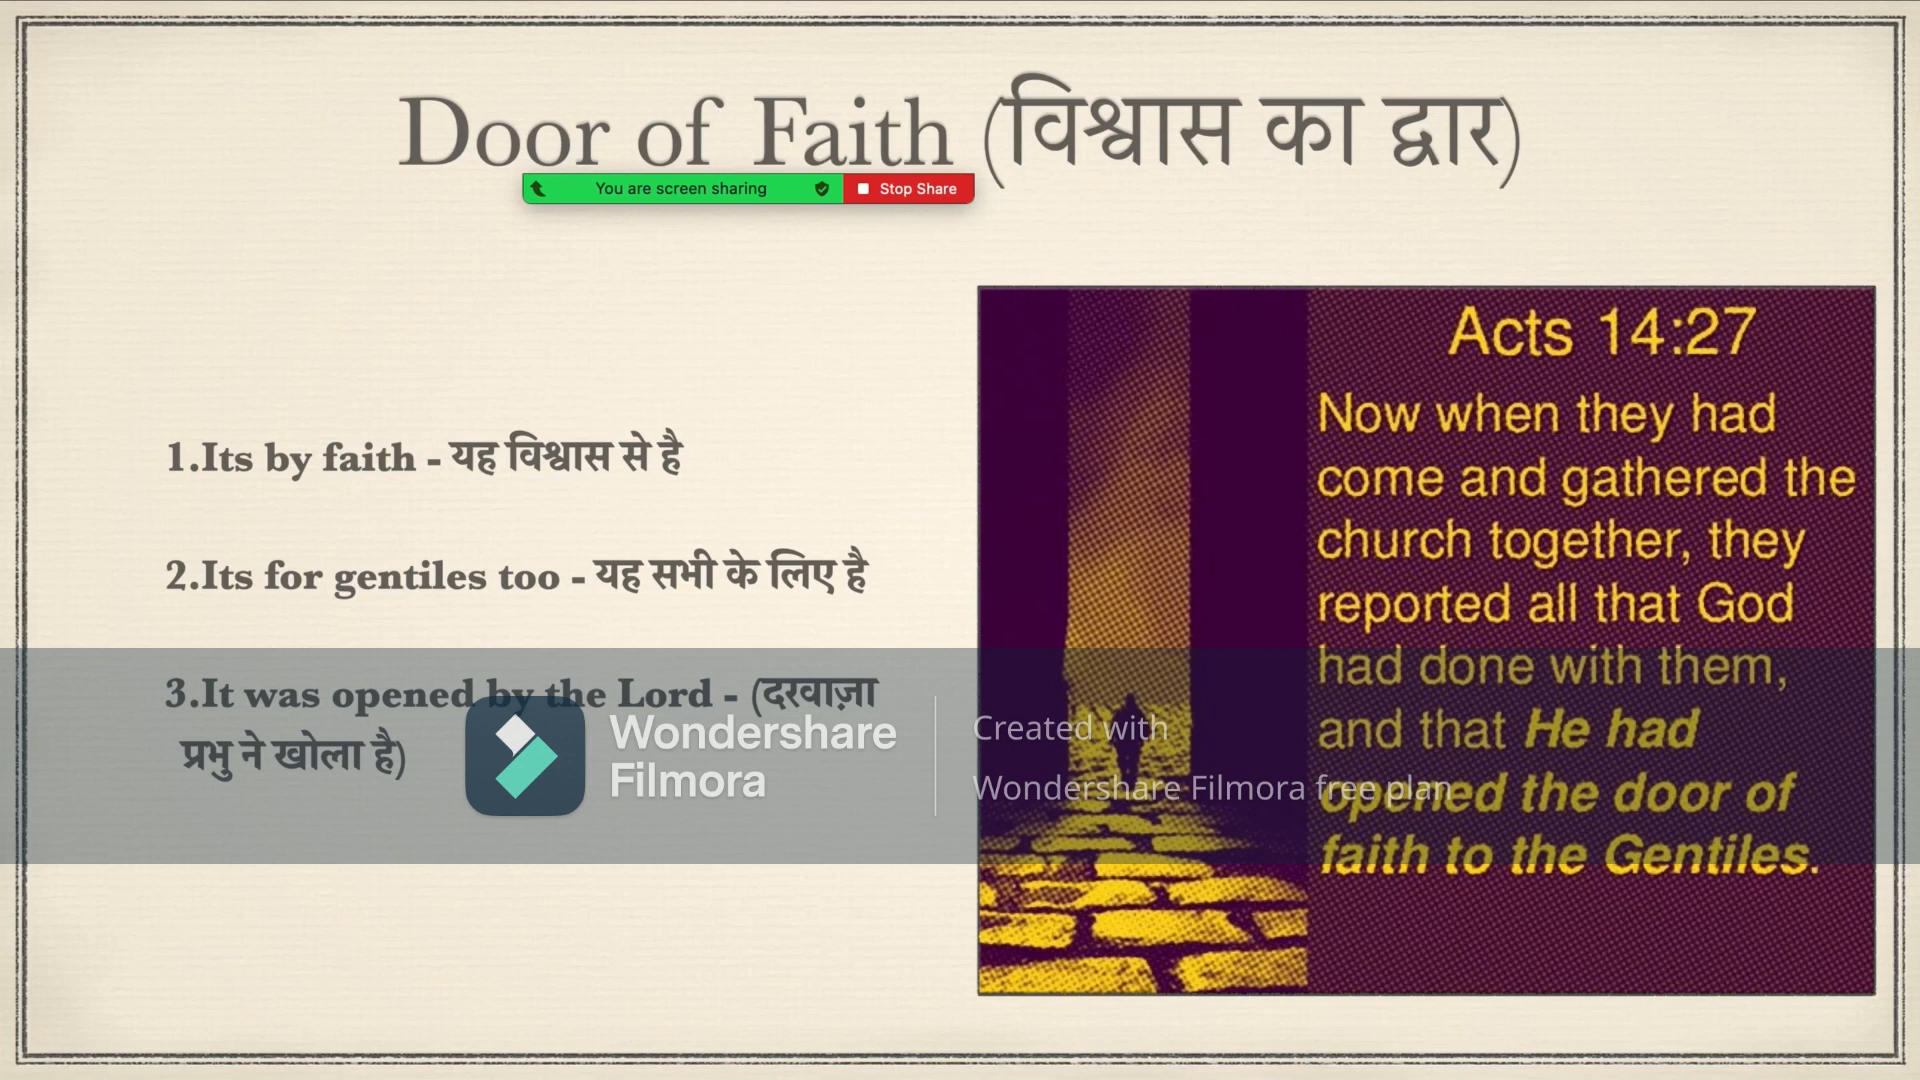 Door of Faith (विश्वास का द्वार)
You are screen sharing
Stop Share
1.Its by faith - यह विश्वास से है
2.Its for gentiles too - यह सभी के लिए है
3.It was opened by the Lord - (दरवाज़ा
प्रभु ने खोला है)
Acts 14:27
Now when they had
come and gathered the
church together, they
reported all that God
had done with them,
and that He had
opened the door of
faith to the Gentiles.
Wondershare
Filmora
Created with
Wondershare Filmora free plan